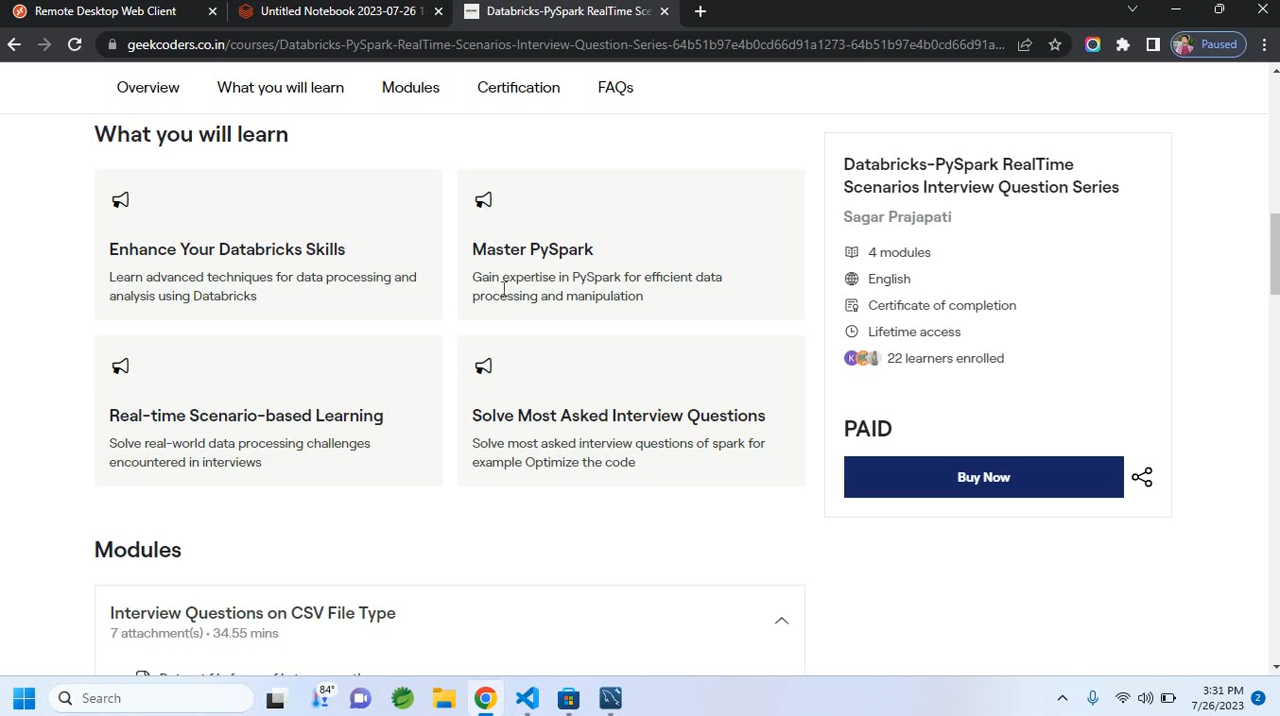 Remote Desktop Web Client
Untitled Notebook 2023-07-26 1
Databricks-PySpark RealTime Sce
geekcoders.co.in/courses/Databricks-PySpark-RealTime-Scenarios-Interview-Question-Series-64b51b97e4b0cd66d91a1273-64b51b97e4b0cd66d91a...
Paused
Overview
What you will learn
Modules
Certification
FAQs
What you will learn
Enhance Your Databricks Skills
Learn advanced techniques for data processing and
analysis using Databricks
Master PySpark
Gain expertise in PySpark for efficient data
processing and manipulation
Real-time Scenario-based Learning
Solve real-world data processing challenges
encountered in interviews
Solve Most Asked Interview Questions
Solve most asked interview questions of spark for
example Optimize the code
Databricks-PySpark RealTime
Scenarios Interview Question Series
Sagar Prajapati
4 modules
English
Certificate of completion
Lifetime access
K
22 learners enrolled
PAID
Buy Now
Modules
Interview Questions on CSV File Type
7 attachment(s) • 34.55 mins
Search
84°
3:31 PM
7/26/2023
2